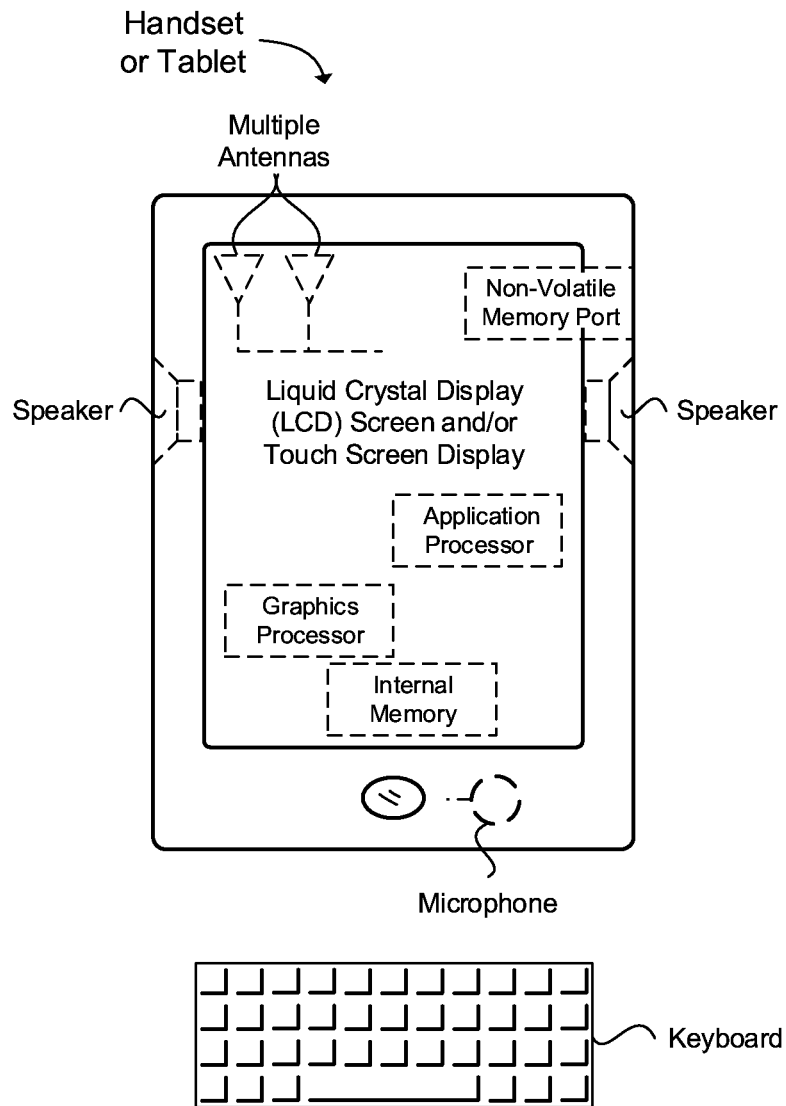 Handset
or Tablet
Multiple
Antennas
Non-Volatile
Memory Port
Speaker
Liquid Crystal Display
(LCD) Screen and/or
Touch Screen Display
Speaker
Application
Processor
Graphics
Processor
Internal
Memory
Microphone
Keyboard